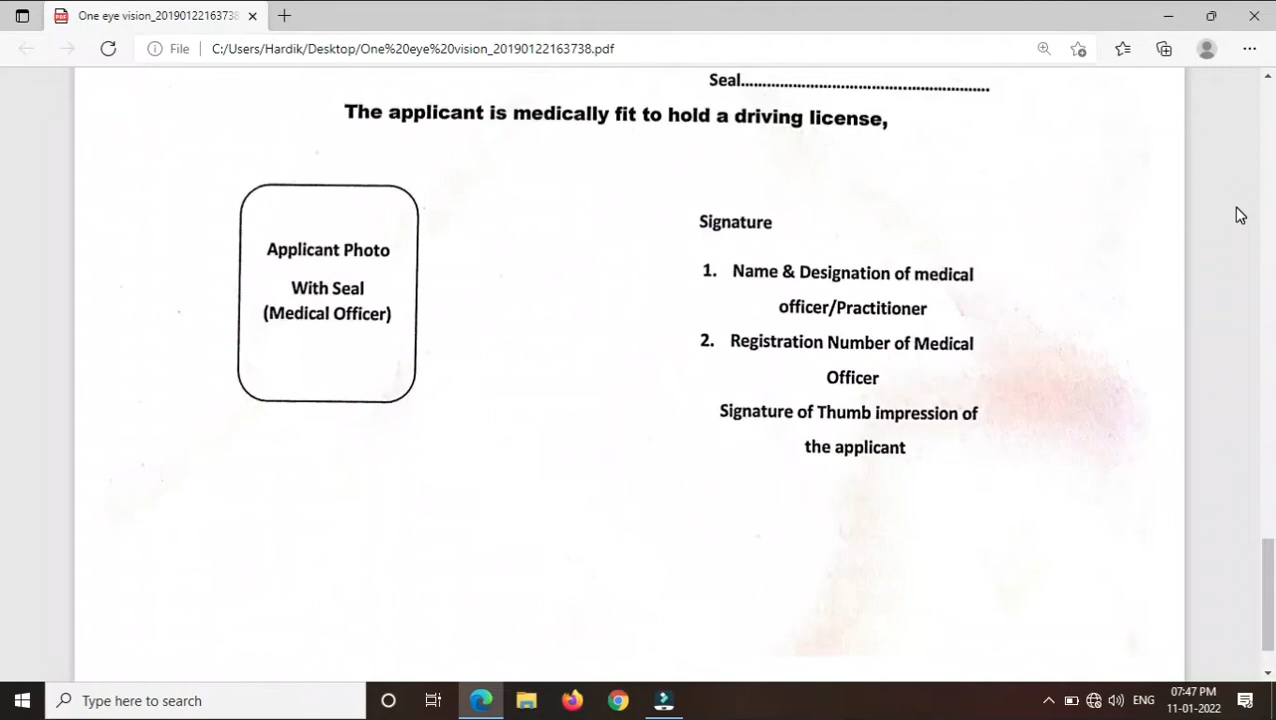 One eye vision_20190122163738
File
C:/Users/Hardik/Desktop/One%20eye%20vision_20190122163738.pdf
Seal
The applicant is medically fit to hold a driving license,
Applicant Photo
With Seal
(Medical Officer)
Signature
1. Name & Designation of medical
officer/Practitioner
2. Registration Number of Medical
Officer
Signature of Thumb impression of
the applicant
Type here to search
ENG
07:47 PM
11-01-2022